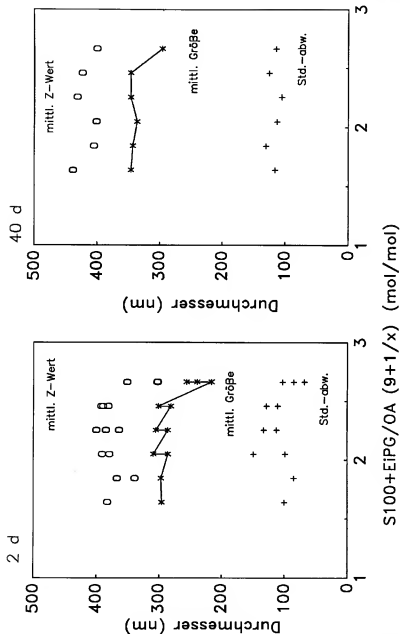 2 d
500
400
300
200
100
0
Durchmesser (nm)
mittl. Z-Wert
mittl. Größe
Std.-abw.
1
2
3
40 d
500
400
300
200
100
0
Durchmesser (nm)
mittl. Z-Wert
mittl. Größe
Std.-abw.
1
2
3
S100+EiPG/OA (9+1/x) (mol/mol)